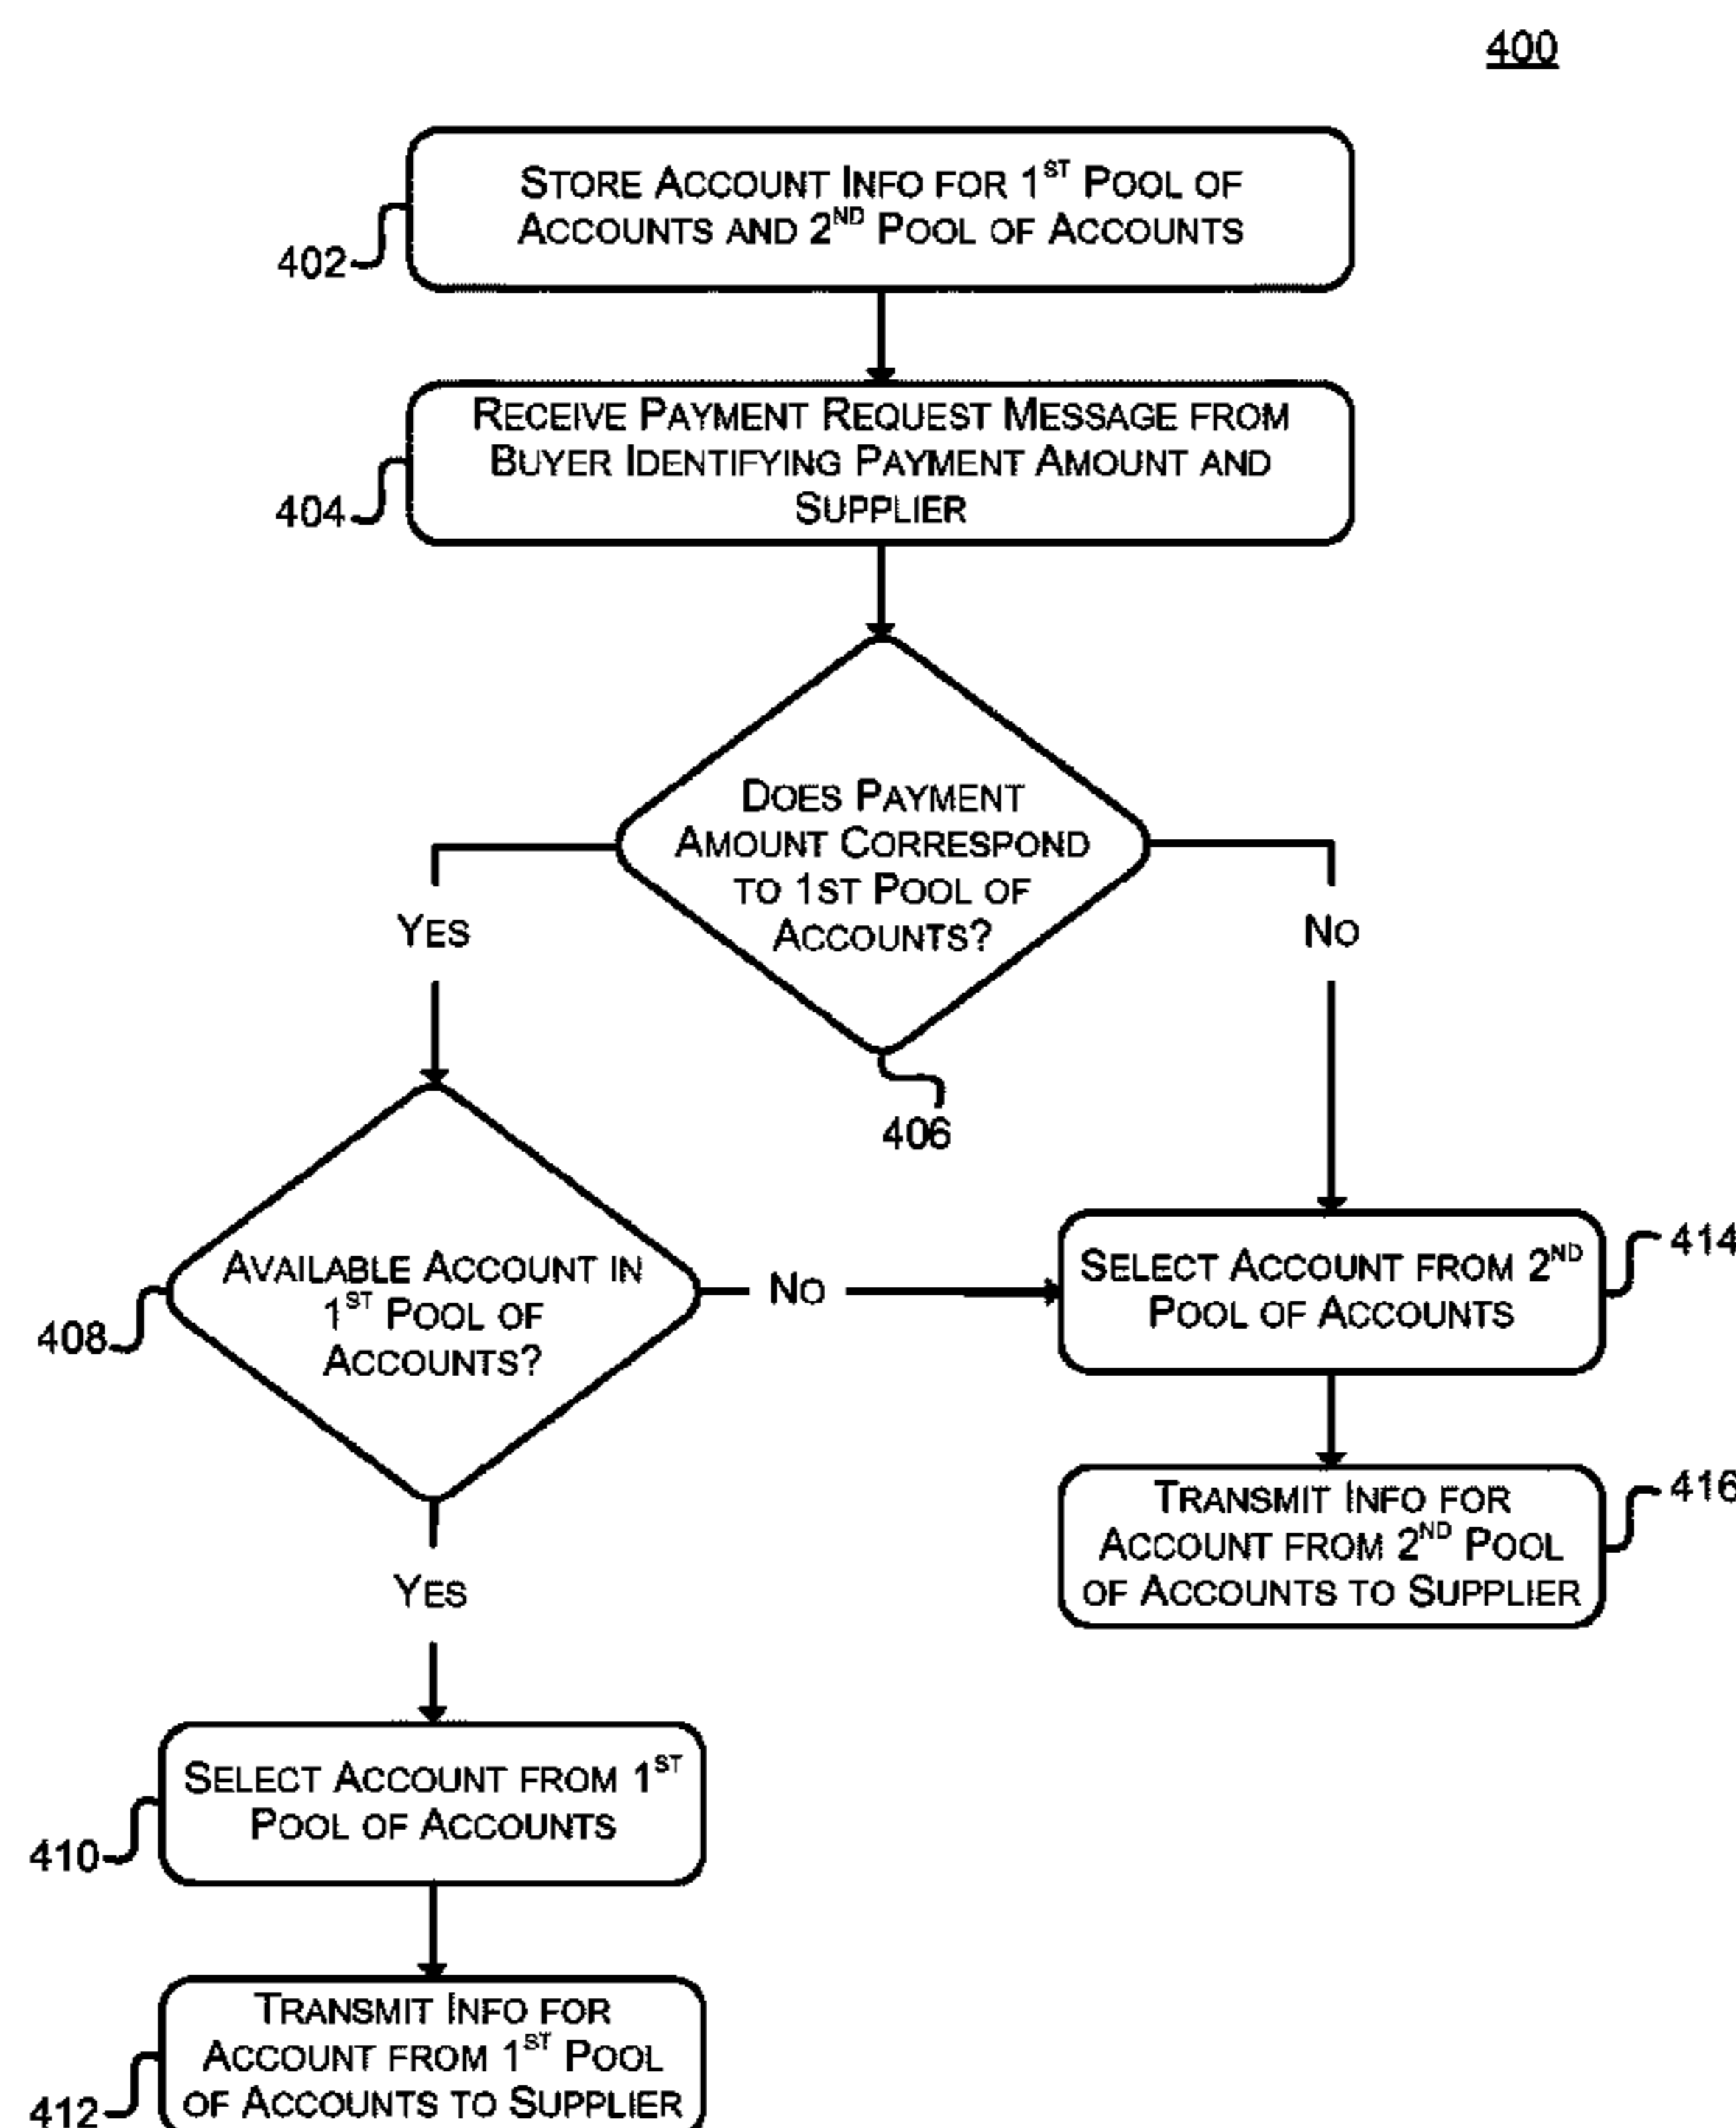 400
STORE ACCOUNT INFO FOR 1ST POOL OF
ACCOUNTS AND 2ND POOL OF ACCOUNTS
402
RECEIVE PAYMENT REQUEST MESSAGE FROM
BUYER IDENTIFYING PAYMENT AMOUNT AND
SUPPLIER
404
DOES PAYMENT
AMOUNT CORRESPOND
TO 1ST POOL OF
ACCOUNTS?
YES
NO
406
AVAILABLE ACCOUNT IN
1ST POOL OF
ACCOUNTS?
408
NO
SELECT ACCOUNT FROM 2ND
POOL OF ACCOUNTS
414
TRANSMIT INFO FOR
ACCOUNT FROM 2ND POOL
OF ACCOUNTS TO SUPPLIER
416
YES
SELECT ACCOUNT FROM 1ST
POOL OF ACCOUNTS
410
TRANSMIT INFO FOR
ACCOUNT FROM 1ST POOL
OF ACCOUNTS TO SUPPLIER
412